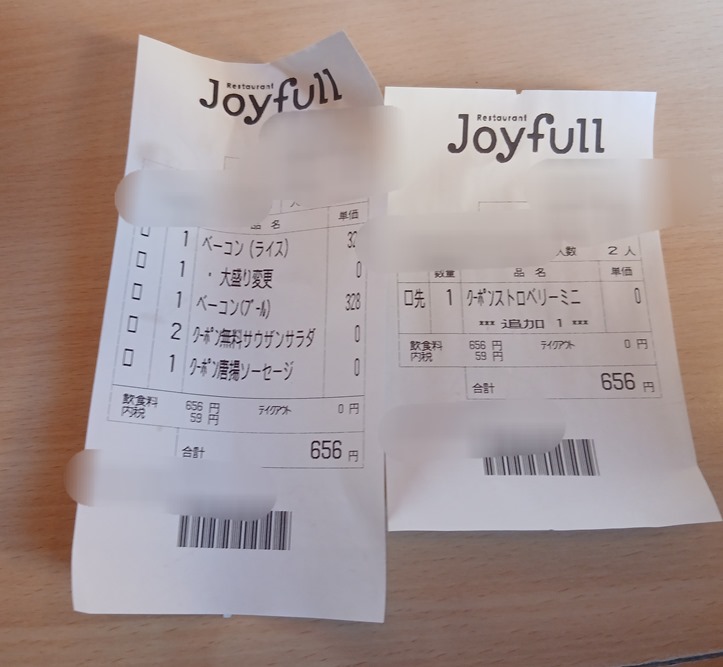 Restaurant
Joyfull
人
品 名 単価
1 ベーコン (ライス)
1 ・ 大盛り変更 0
1 ベーコン(ブール) 328
2 クーポン無料サウザンサラダ 0
1 クーポン唐揚ソーセージ 0
飲食料 656 円 テイクアウト 0 円
内税 59 円
合計 656 円
Restaurant
Joyfull
人数 2 人
数量 品 名 単価
口先 1 クーポンストロベリーミニ 0
*** 追加 1 ***
飲食料 656 円 テイクアウト 0 円
内税 59 円
合計 656 円